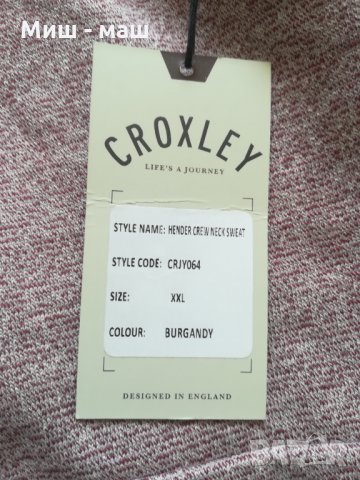 Миш - маш
CROXLEY
LIFE'S A JOURNEY
STYLE NAME: HENDER CREW NECK SWEAT
STYLE CODE: CRJY064
SIZE: XXL
COLOUR: BURGANDY
DESIGNED IN ENGLAND